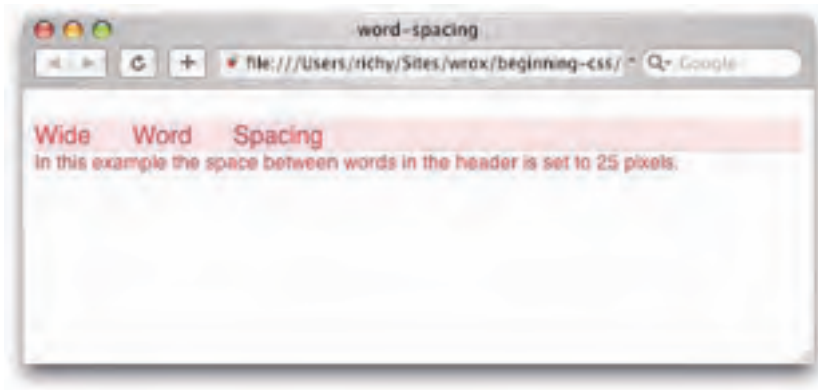 word-spacing
file:///Users/richy/Sites/wrox/beginning-css/
Google
Wide Word Spacing
In this example the space between words in the header is set to 25 pixels.